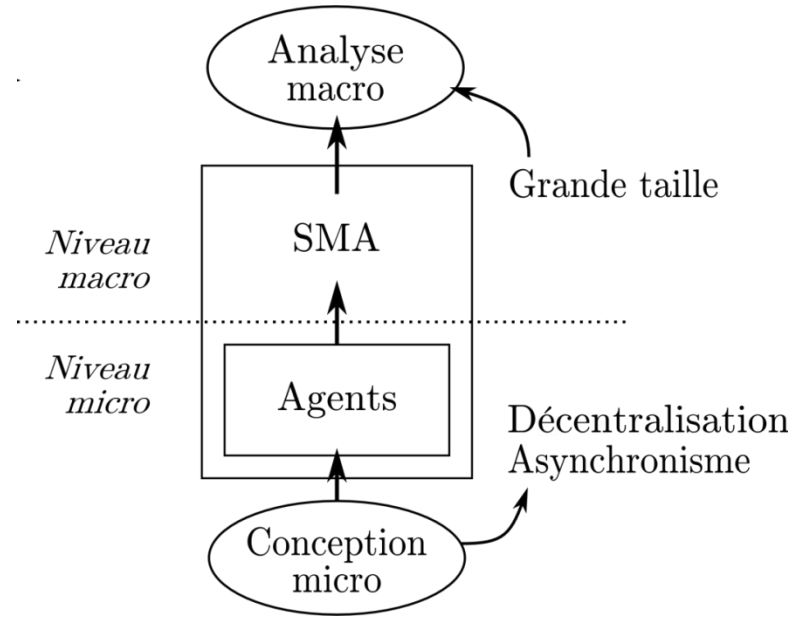 Analyse
macro
Grande taille
SMA
Niveau
macro
Niveau
micro
Agents
Décentralisation
Asynchronisme
Conception
micro